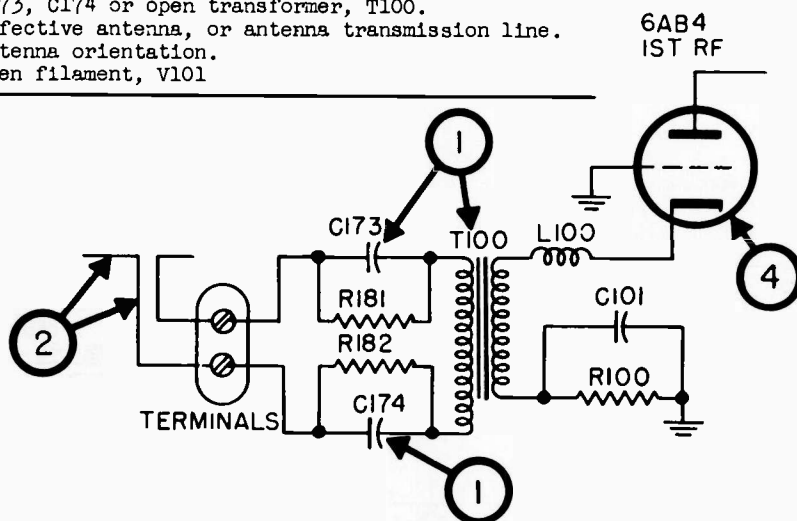 73, C174 or open transformer, T100.
fective antenna, or antenna transmission line.
tenna orientation.
en filament, V101
6AB4
1ST RF
1
C173
T100
L100
4
R181
C101
2
R182
R100
C174
TERMINALS
1